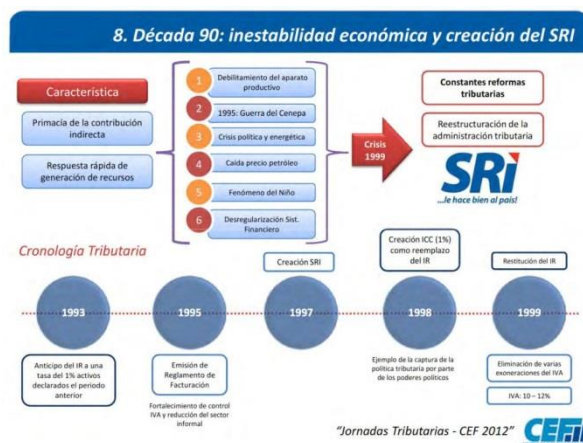 8. Década 90: inestabilidad económica y creación del SRI
Característica
Primacía de la contribución
indirecta
Respuesta rápida de
generación de recursos
1
Debilitamiento del aparato
productivo
2
1995: Guerra del Cenepa
3
Crisis política y energética
4
Caída precio petróleo
5
Fenómeno del Niño
6
Desregularización Sist.
Financiero
Crisis
1999
Constantes reformas
tributarias
Reestructuración de la
administración tributaria
SRi
...le hace bien al país!
Cronología Tributaria
Creación SRI
Creación ICC (1%)
como reemplazo
del IR
Restitución del IR
1993
1995
1997
1998
1999
Anticipo del IR a una
tasa del 1% activos
declarados el periodo
anterior
Emisión de
Reglamento de
Facturación
Fortalecimiento de control
IVA y reducción del sector
informal
Ejemplo de la captura de la
política tributaria por parte
de los poderes políticos
Eliminación de varias
exoneraciones del IVA
IVA: 10 – 12%
"Jornadas Tributarias - CEF 2012"